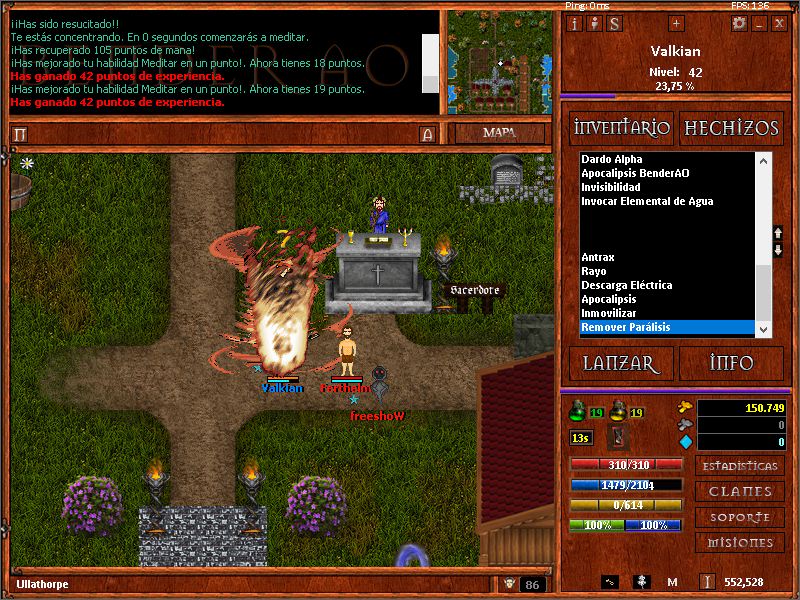 Ping: 0ms
FPS: 136
¡¡Has sido resucitado!!
Te estás concentrando. En 0 segundos comenzarás a meditar.
¡Has recuperado 105 puntos de mana!
¡Has mejorado tu habilidad Meditar en un punto!. Ahora tienes 18 puntos.
Has ganado 42 puntos de experiencia.
¡Has mejorado tu habilidad Meditar en un punto!. Ahora tienes 19 puntos.
Has ganado 42 puntos de experiencia.
MAPA
Valkian
Nivel: 42
23,75 %
INVENTARIO HECHIZOS
Dardo Alpha
Apocalipsis BenderAO
Invisibilidad
Invocar Elemental de Agua
Antrax
Rayo
Descarga Eléctrica
Apocalipsis
Inmovilizar
Remover Parálisis
LANZAR INFO
Sacerdote
Valkian
freeshoW
19 19
13s
150.749
0
0
310/310
1479/2104
0/614
100% 100%
ESTADÍSTICAS
CLANES
SOPORTE
MISIONES
Ullathorpe
86
M
I
552,528